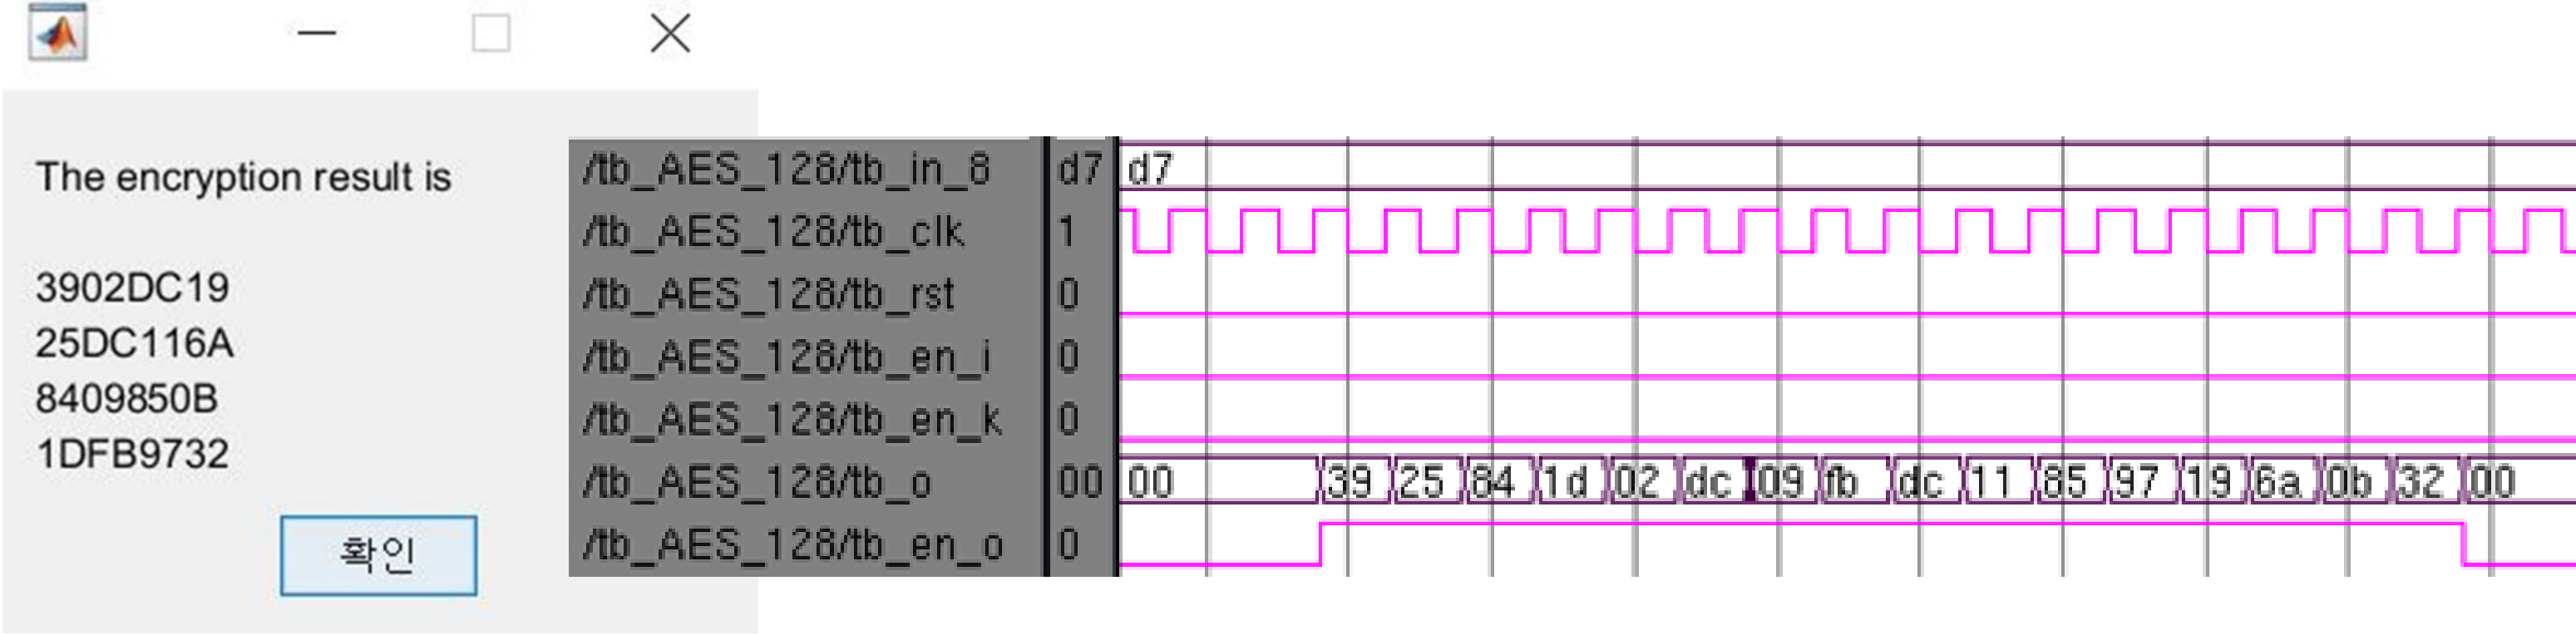 The encryption result is
3902DC19
25DC116A
8409850B
1DFB9732
확인
/tb_AES_128/tb_in_8 d7 d7
/tb_AES_128/tb_clk 1
/tb_AES_128/tb_rst 0
/tb_AES_128/tb_en_i 0
/tb_AES_128/tb_en_k 0
/tb_AES_128/tb_o 00 00 39 25 84 1d 02 dc 09 fb dc 11 85 97 19 6a 0b 32 00
/tb_AES_128/tb_en_o 0